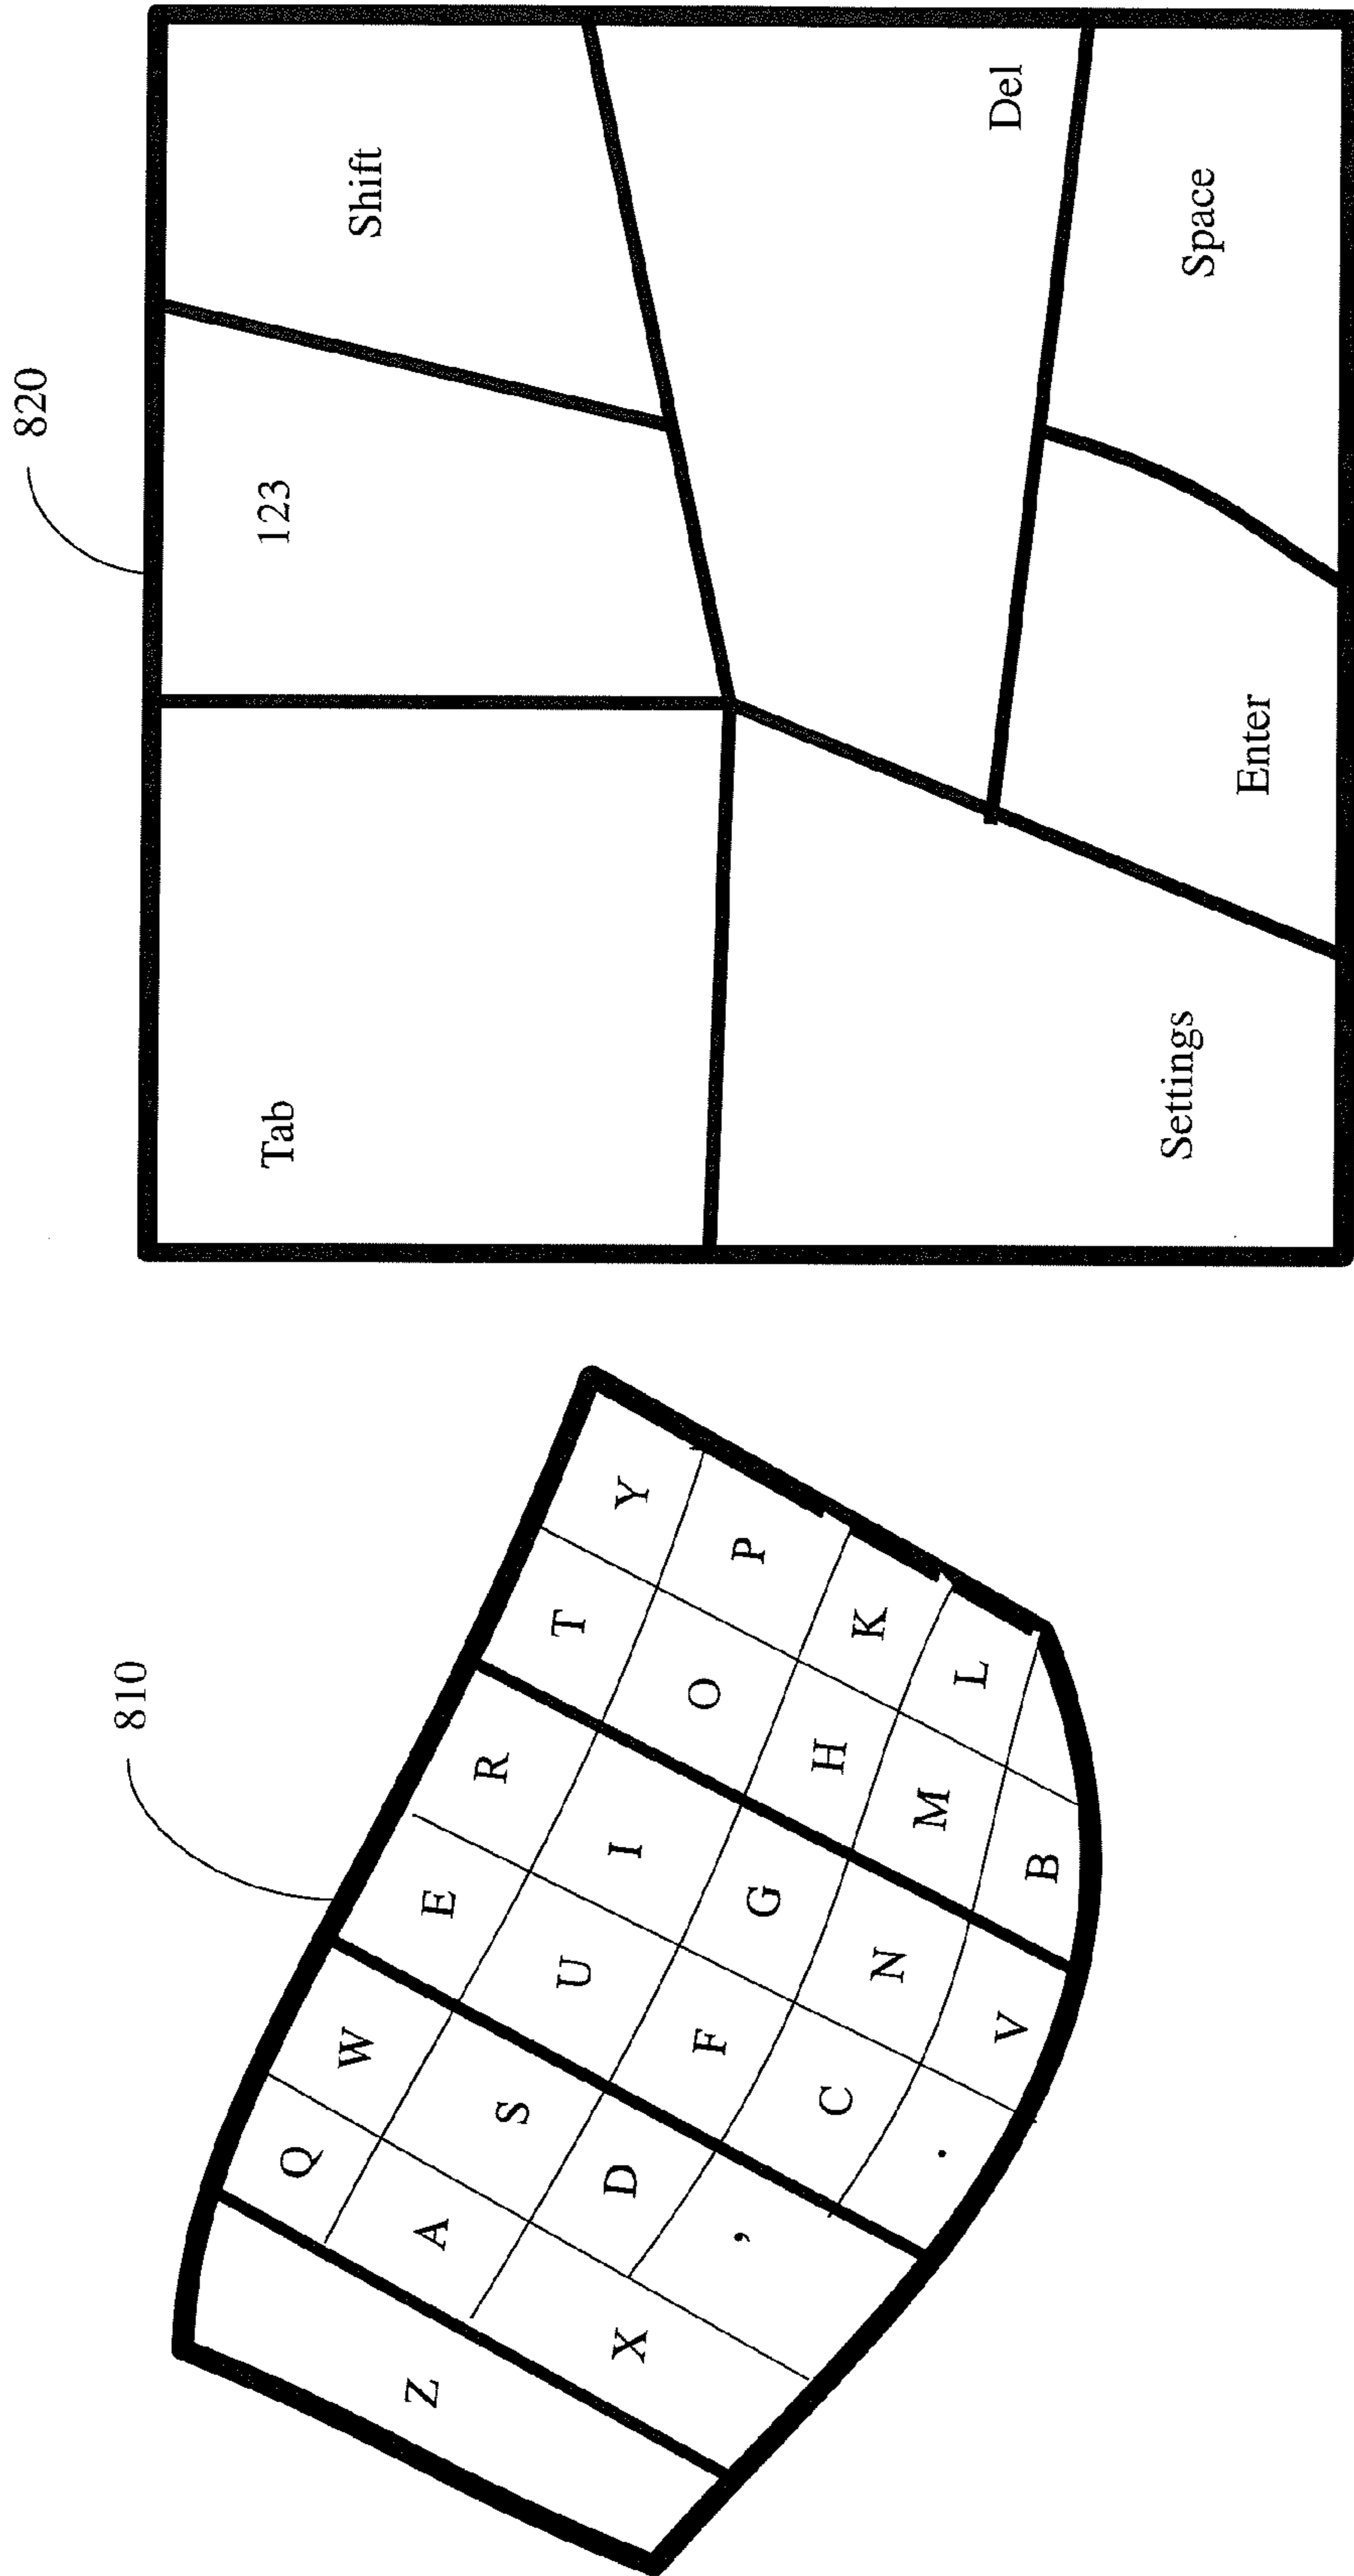 810
Q W E R T Y
Z A S U I O P
X D F G H K
, C N M L
. V B
820
Tab 123 Shift
Del
Settings Enter Space